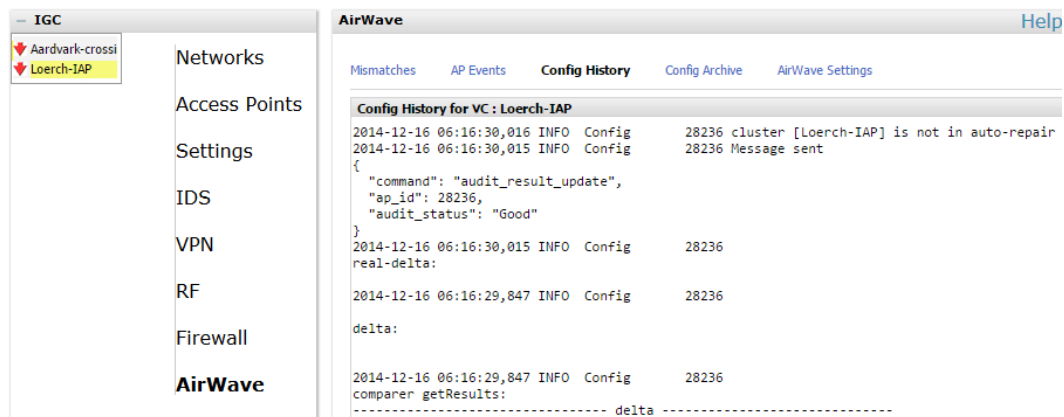 IGC
Aardvark-crossi
Loerch-IAP
Networks
Access Points
Settings
IDS
VPN
RF
Firewall
AirWave
AirWave
Help
Mismatches AP Events Config History Config Archive AirWave Settings
Config History for VC : Loerch-IAP
2014-12-16 06:16:30,016 INFO Config 28236 cluster [Loerch-IAP] is not in auto-repair
2014-12-16 06:16:30,015 INFO Config 28236 Message sent
{
"command": "audit_result_update",
"ap_id": 28236,
"audit_status": "Good"
}
2014-12-16 06:16:30,015 INFO Config 28236
real-delta:
2014-12-16 06:16:29,847 INFO Config 28236
delta:
2014-12-16 06:16:29,847 INFO Config 28236
comparer getResults:
-------------------------------- delta -----------------------------